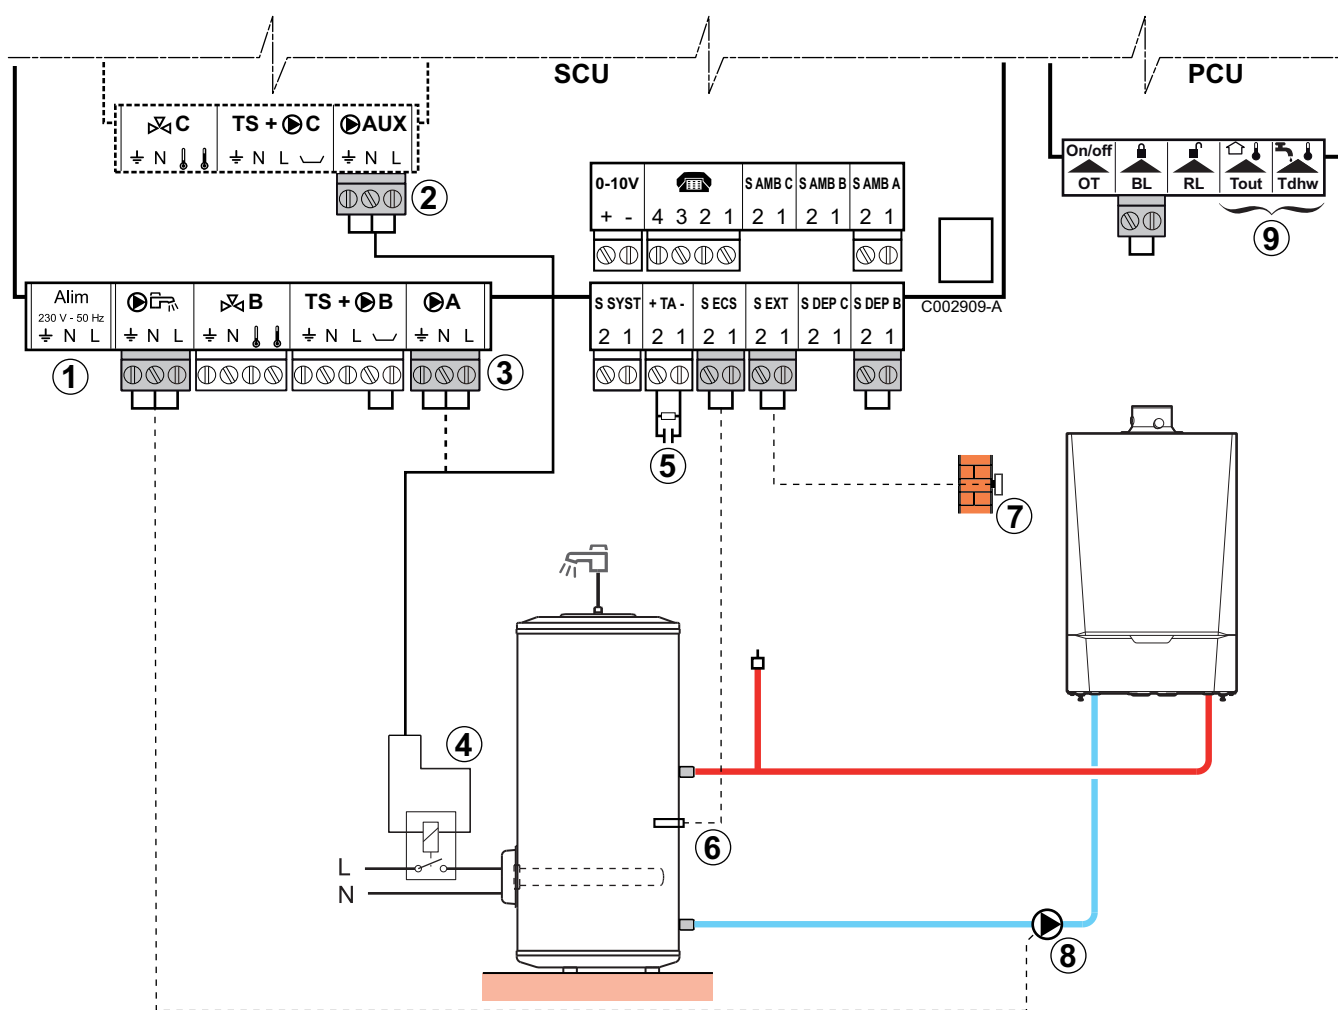 SCU
PCU
C
TS + C
AUX
N
N L
N L
2
On/off
OT
BL
RL
Tout
Tdhw
9
0-10V
S AMB C
S AMB B
S AMB A
+ -
4 3 2 1
2 1
2 1
2 1
C002909-A
Alim
230 V - 50 Hz
N L
N L
B
N
TS + B
N L
A
N L
1
3
S SYST
+ TA -
S ECS
S EXT
S DEP C
S DEP B
2 1
2 1
2 1
2 1
2 1
2 1
5
7
4
6
L
N
8